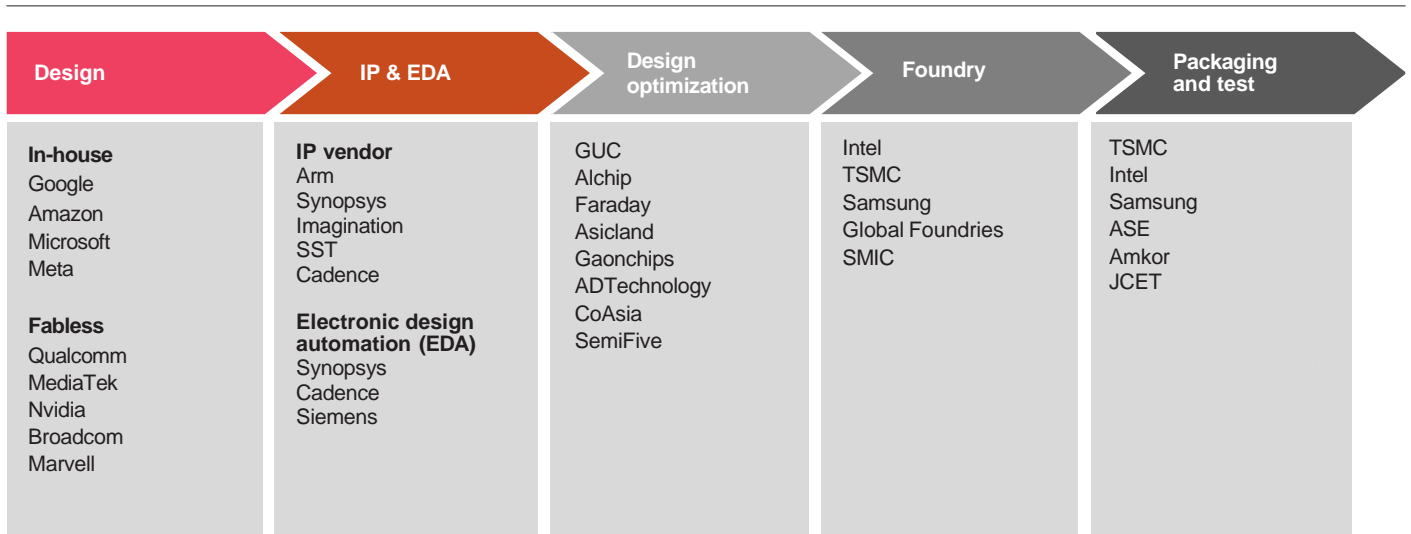 Design
IP & EDA
Design
optimization
Foundry
Packaging
and test
In-house
Google
Amazon
Microsoft
Meta
Fabless
Qualcomm
MediaTek
Nvidia
Broadcom
Marvell
IP vendor
Arm
Synopsys
Imagination
SST
Cadence
Electronic design
automation (EDA)
Synopsys
Cadence
Siemens
GUC
Alchip
Faraday
Asicland
Gaonchips
ADTechnology
CoAsia
SemiFive
Intel
TSMC
Samsung
Global Foundries
SMIC
TSMC
Intel
Samsung
ASE
Amkor
JCET